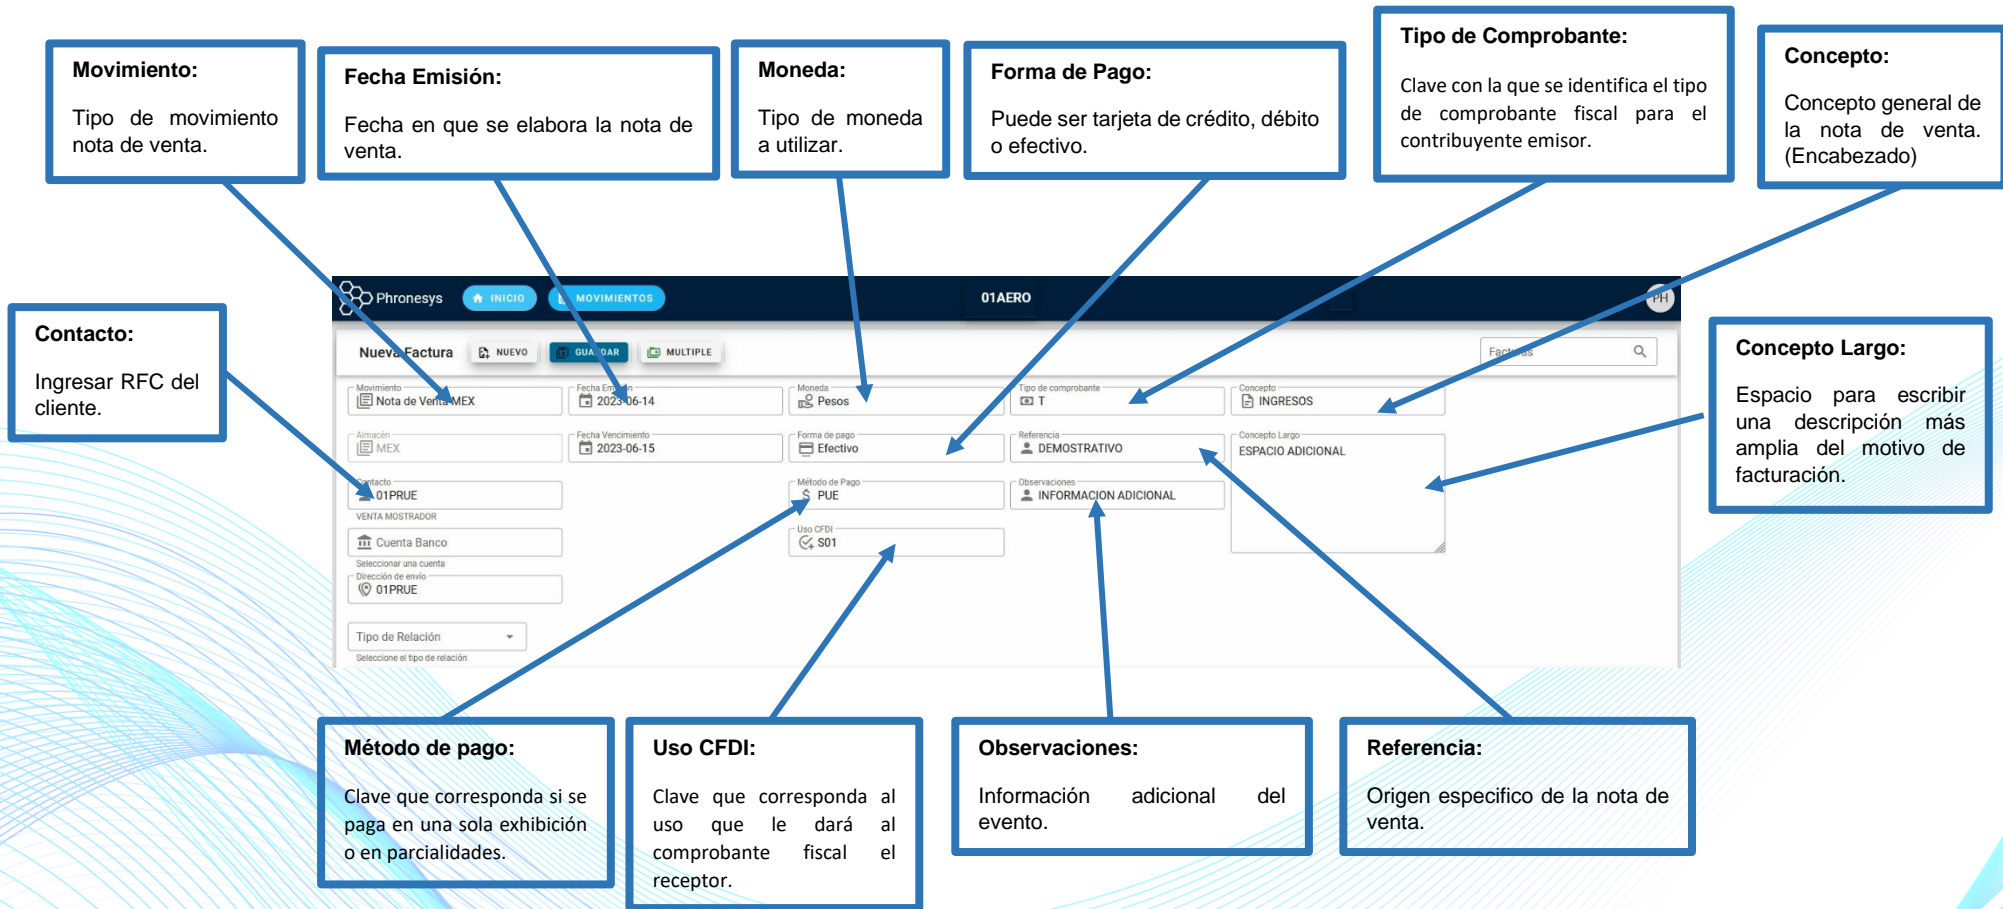 Movimiento:
Tipo de movimiento
nota de venta.
Fecha Emisión:
Fecha en que se elabora la nota de
venta.
Moneda:
Tipo de moneda
a utilizar.
Forma de Pago:
Puede ser tarjeta de crédito, débito
o efectivo.
Tipo de Comprobante:
Clave con la que se identifica el tipo
de comprobante fiscal para el
contribuyente emisor.
Concepto:
Concepto general de
la nota de venta.
(Encabezado)
Contacto:
Ingresar RFC del
cliente.
Phronesys
INICIO
MOVIMIENTOS
01AERO
PH
Nueva Factura
NUEVO
GUARDAR
MULTIPLE
Facturas
Movimiento
Nota de Venta MEX
Fecha Emisión
2023-06-14
Moneda
Pesos
Tipo de comprobante
T
Concepto
INGRESOS
Almacén
MEX
Fecha Vencimiento
2023-06-15
Forma de pago
Efectivo
Referencia
DEMOSTRATIVO
Concepto Largo
ESPACIO ADICIONAL
Contacto
01PRUE
VENTA MOSTRADOR
Método de Pago
PUE
Observaciones
INFORMACION ADICIONAL
Cuenta Banco
Seleccionar una cuenta
Uso CFDI
S01
Dirección de envío
01PRUE
Tipo de Relación
Seleccione el tipo de relación
Concepto Largo:
Espacio para escribir
una descripción más
amplia del motivo de
facturación.
Método de pago:
Clave que corresponda si se
paga en una sola exhibición
o en parcialidades.
Uso CFDI:
Clave que corresponda al
uso que le dará al
comprobante fiscal el
receptor.
Observaciones:
Información adicional del
evento.
Referencia:
Origen especifico de la nota de
venta.